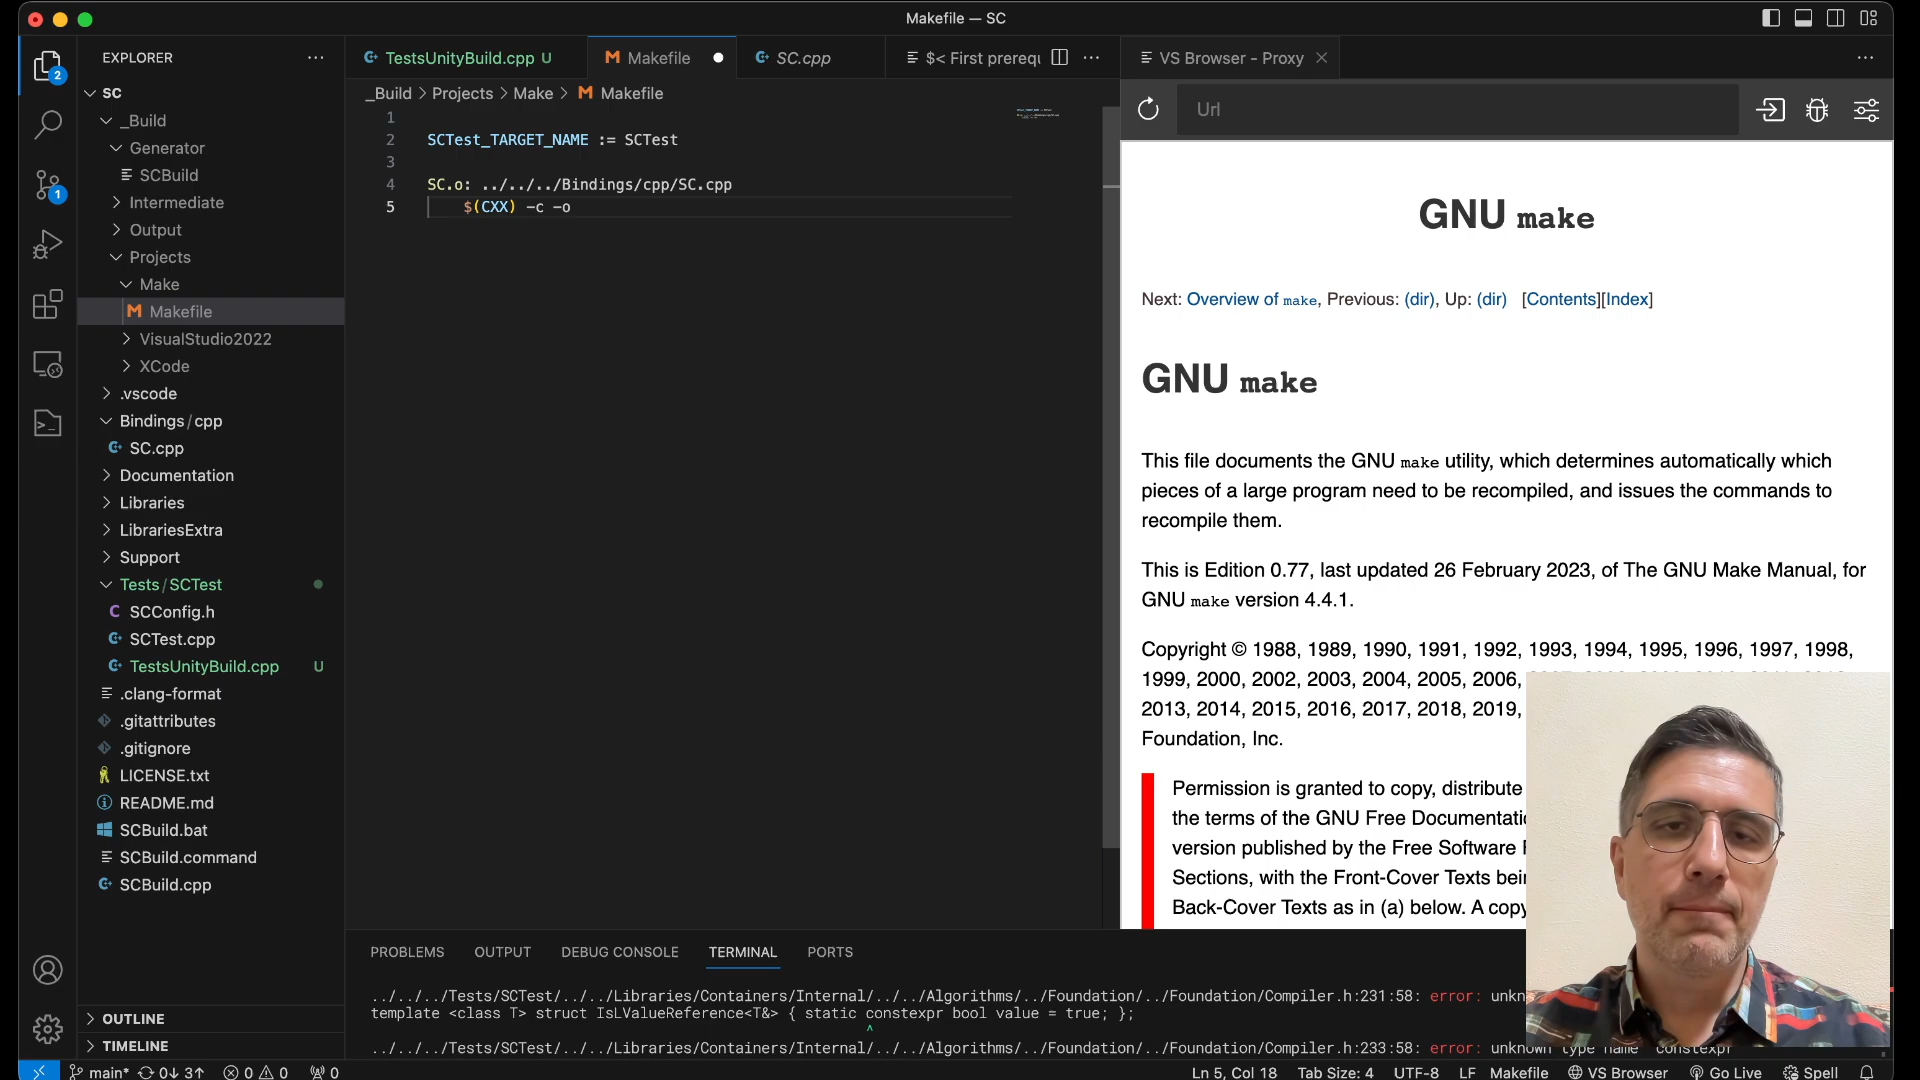 Makefile — SC
EXPLORER
SC
_Build
Generator
SCBuild
Intermediate
Output
Projects
Make
Makefile
VisualStudio2022
XCode
.vscode
Bindings/cpp
SC.cpp
Documentation
Libraries
LibrariesExtra
Support
Tests/SCTest
SCConfig.h
SCTest.cpp
TestsUnityBuild.cpp U
.clang-format
.gitattributes
.gitignore
LICENSE.txt
README.md
SCBuild.bat
SCBuild.command
SCBuild.cpp
OUTLINE
TIMELINE
2
1
TestsUnityBuild.cpp U
Makefile
SC.cpp
$< First prerequ
_Build > Projects > Make > Makefile
1
2 SCTest_TARGET_NAME := SCTest
3
4 SC.o: ../../../Bindings/cpp/SC.cpp
5 $(CXX) -c -o
VS Browser - Proxy
Url
GNU make
Next: Overview of make, Previous: (dir), Up: (dir) [Contents][Index]
GNU make
This file documents the GNU make utility, which determines automatically which
pieces of a large program need to be recompiled, and issues the commands to
recompile them.
This is Edition 0.77, last updated 26 February 2023, of The GNU Make Manual, for
GNU make version 4.4.1.
Copyright © 1988, 1989, 1990, 1991, 1992, 1993, 1994, 1995, 1996, 1997, 1998,
1999, 2000, 2002, 2003, 2004, 2005, 2006,
2013, 2014, 2015, 2016, 2017, 2018, 2019,
Foundation, Inc.
Permission is granted to copy, distribute
the terms of the GNU Free Documentatio
version published by the Free Software
Sections, with the Front-Cover Texts bei
Back-Cover Texts as in (a) below. A copy
PROBLEMS OUTPUT DEBUG CONSOLE TERMINAL PORTS
../../../Tests/SCTest/../../Libraries/Containers/Internal/../../Algorithms/../Foundation/../Foundation/Compiler.h:231:58: error: unkn
template <class T> struct IsLValueReference<T&> { static constexpr bool value = true; };
^
../../../Tests/SCTest/../../Libraries/Containers/Internal/../../Algorithms/../Foundation/../Foundation/Compiler.h:233:58: error: unknown type name 'constexpr'
main* 0↓ 3↑ 0 0 0 Ln 5, Col 18 Tab Size: 4 UTF-8 LF Makefile VS Browser Go Live Spell